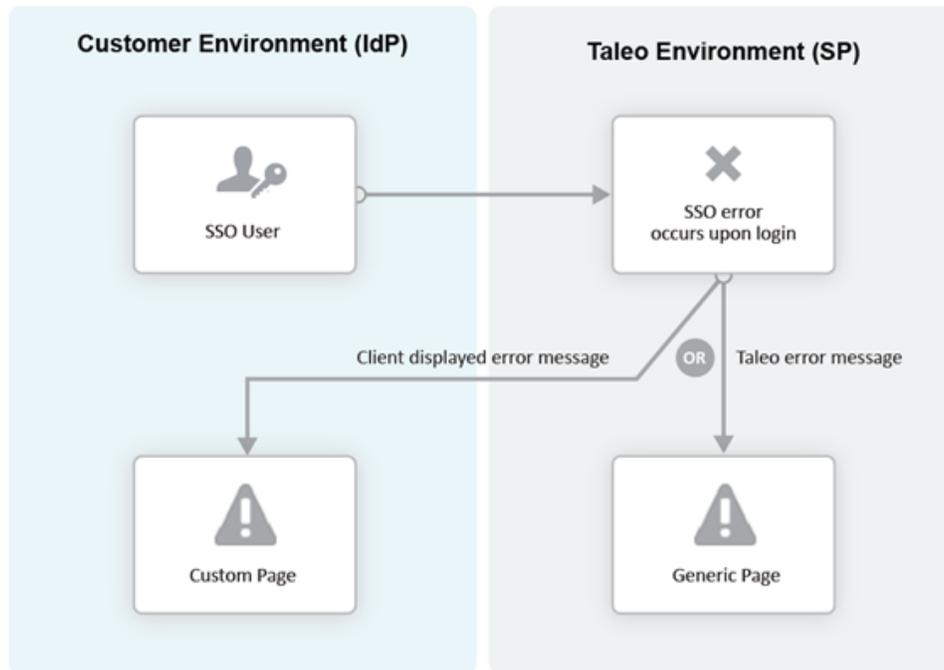 Customer Environment (IdP)
Taleo Environment (SP)
SSO User
SSO error
occurs upon login
Client displayed error message
OR
Taleo error message
Custom Page
Generic Page